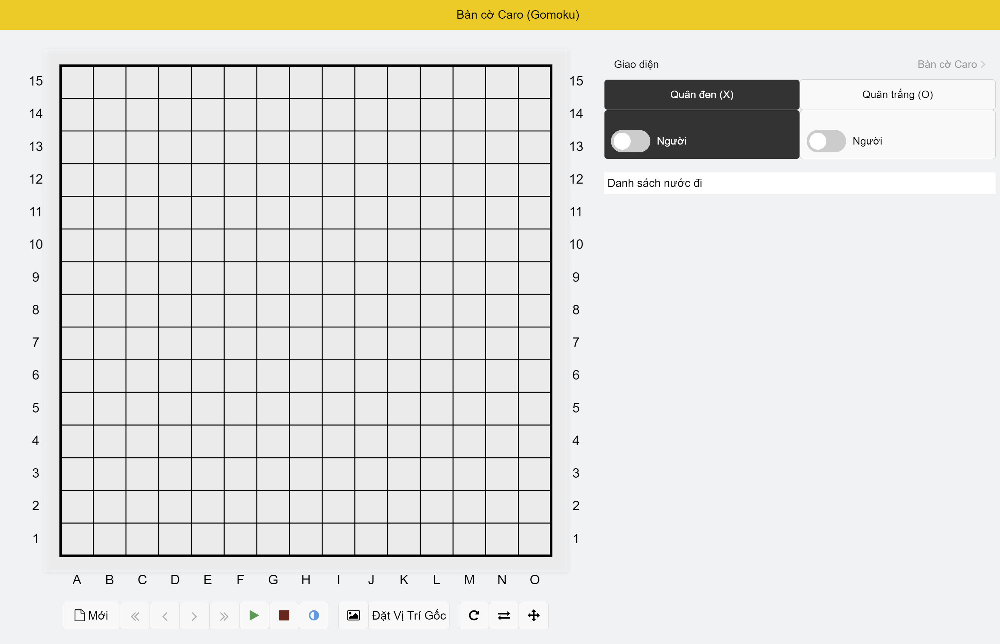 Bàn cờ Caro (Gomoku)
Giao diện
Bàn cờ Caro
Quân đen (X)
Quân trắng (O)
Người
Người
Danh sách nước đi
15 15
14 14
13 13
12 12
11 11
10 10
9 9
8 8
7 7
6 6
5 5
4 4
3 3
2 2
1 1
A B C D E F G H I J K L M N O
Mới
Đặt Vị Trí Gốc